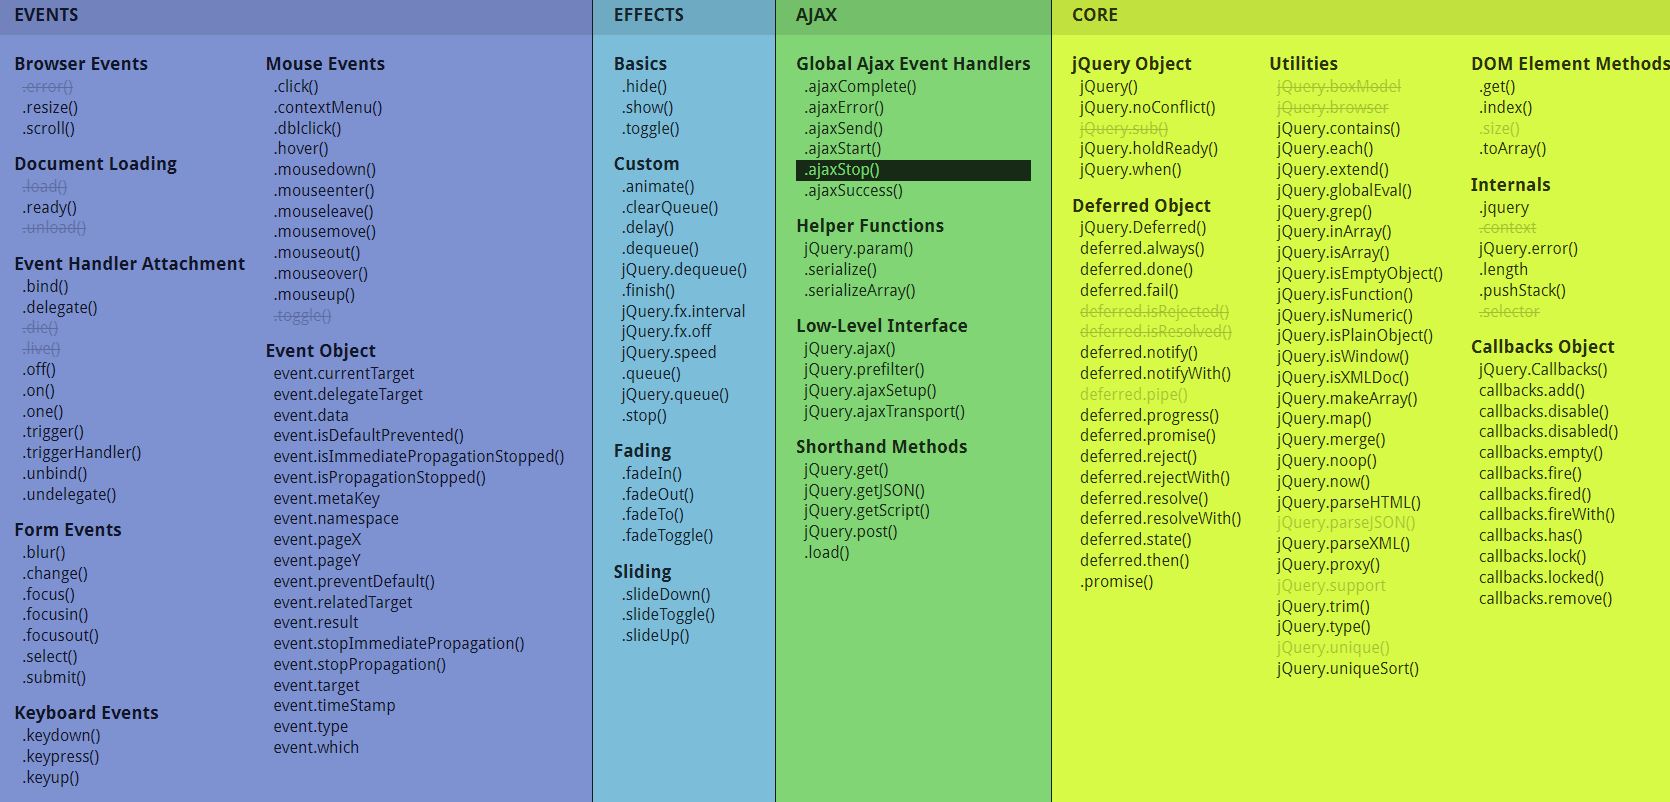 EVENTS
Browser Events
.error()
.resize()
.scroll()
Document Loading
.load()
.ready()
.unload()
Event Handler Attachment
.bind()
.delegate()
.die()
.live()
.off()
.on()
.one()
.trigger()
.triggerHandler()
.unbind()
.undelegate()
Form Events
.blur()
.change()
.focus()
.focusin()
.focusout()
.select()
.submit()
Keyboard Events
.keydown()
.keypress()
.keyup()
Mouse Events
.click()
.contextMenu()
.dblclick()
.hover()
.mousedown()
.mouseenter()
.mouseleave()
.mousemove()
.mouseout()
.mouseover()
.mouseup()
.toggle()
Event Object
event.currentTarget
event.delegateTarget
event.data
event.isDefaultPrevented()
event.isImmediatePropagationStopped()
event.isPropagationStopped()
event.metaKey
event.namespace
event.pageX
event.pageY
event.preventDefault()
event.relatedTarget
event.result
event.stopImmediatePropagation()
event.stopPropagation()
event.target
event.timeStamp
event.type
event.which
EFFECTS
Basics
.hide()
.show()
.toggle()
Custom
.animate()
.clearQueue()
.delay()
.dequeue()
jQuery.dequeue()
.finish()
jQuery.fx.interval
jQuery.fx.off
jQuery.speed
.queue()
jQuery.queue()
.stop()
Fading
.fadeIn()
.fadeOut()
.fadeTo()
.fadeToggle()
Sliding
.slideDown()
.slideToggle()
.slideUp()
AJAX
Global Ajax Event Handlers
.ajaxComplete()
.ajaxError()
.ajaxSend()
.ajaxStart()
.ajaxStop()
.ajaxSuccess()
Helper Functions
jQuery.param()
.serialize()
.serializeArray()
Low-Level Interface
jQuery.ajax()
jQuery.prefilter()
jQuery.ajaxSetup()
jQuery.ajaxTransport()
Shorthand Methods
jQuery.get()
jQuery.getJSON()
jQuery.getScript()
jQuery.post()
.load()
CORE
jQuery Object
jQuery()
jQuery.noConflict()
jQuery.sub()
jQuery.holdReady()
jQuery.when()
Deferred Object
jQuery.Deferred()
deferred.always()
deferred.done()
deferred.fail()
deferred.isRejected()
deferred.isResolved()
deferred.notify()
deferred.notifyWith()
deferred.pipe()
deferred.progress()
deferred.promise()
deferred.reject()
deferred.rejectWith()
deferred.resolve()
deferred.resolveWith()
deferred.state()
deferred.then()
.promise()
Utilities
jQuery.boxModel
jQuery.browser
jQuery.contains()
jQuery.each()
jQuery.extend()
jQuery.globalEval()
jQuery.grep()
jQuery.inArray()
jQuery.isArray()
jQuery.isEmptyObject()
jQuery.isFunction()
jQuery.isNumeric()
jQuery.isPlainObject()
jQuery.isWindow()
jQuery.isXMLDoc()
jQuery.makeArray()
jQuery.map()
jQuery.merge()
jQuery.noop()
jQuery.now()
jQuery.parseHTML()
jQuery.parseJSON()
jQuery.parseXML()
jQuery.proxy()
jQuery.support
jQuery.trim()
jQuery.type()
jQuery.unique()
jQuery.uniqueSort()
DOM Element Methods
.get()
.index()
.size()
.toArray()
Internals
.jquery
.context
jQuery.error()
.length
.pushStack()
.selector
Callbacks Object
jQuery.Callbacks()
callbacks.add()
callbacks.disable()
callbacks.disabled()
callbacks.empty()
callbacks.fire()
callbacks.fired()
callbacks.fireWith()
callbacks.has()
callbacks.lock()
callbacks.locked()
callbacks.remove()